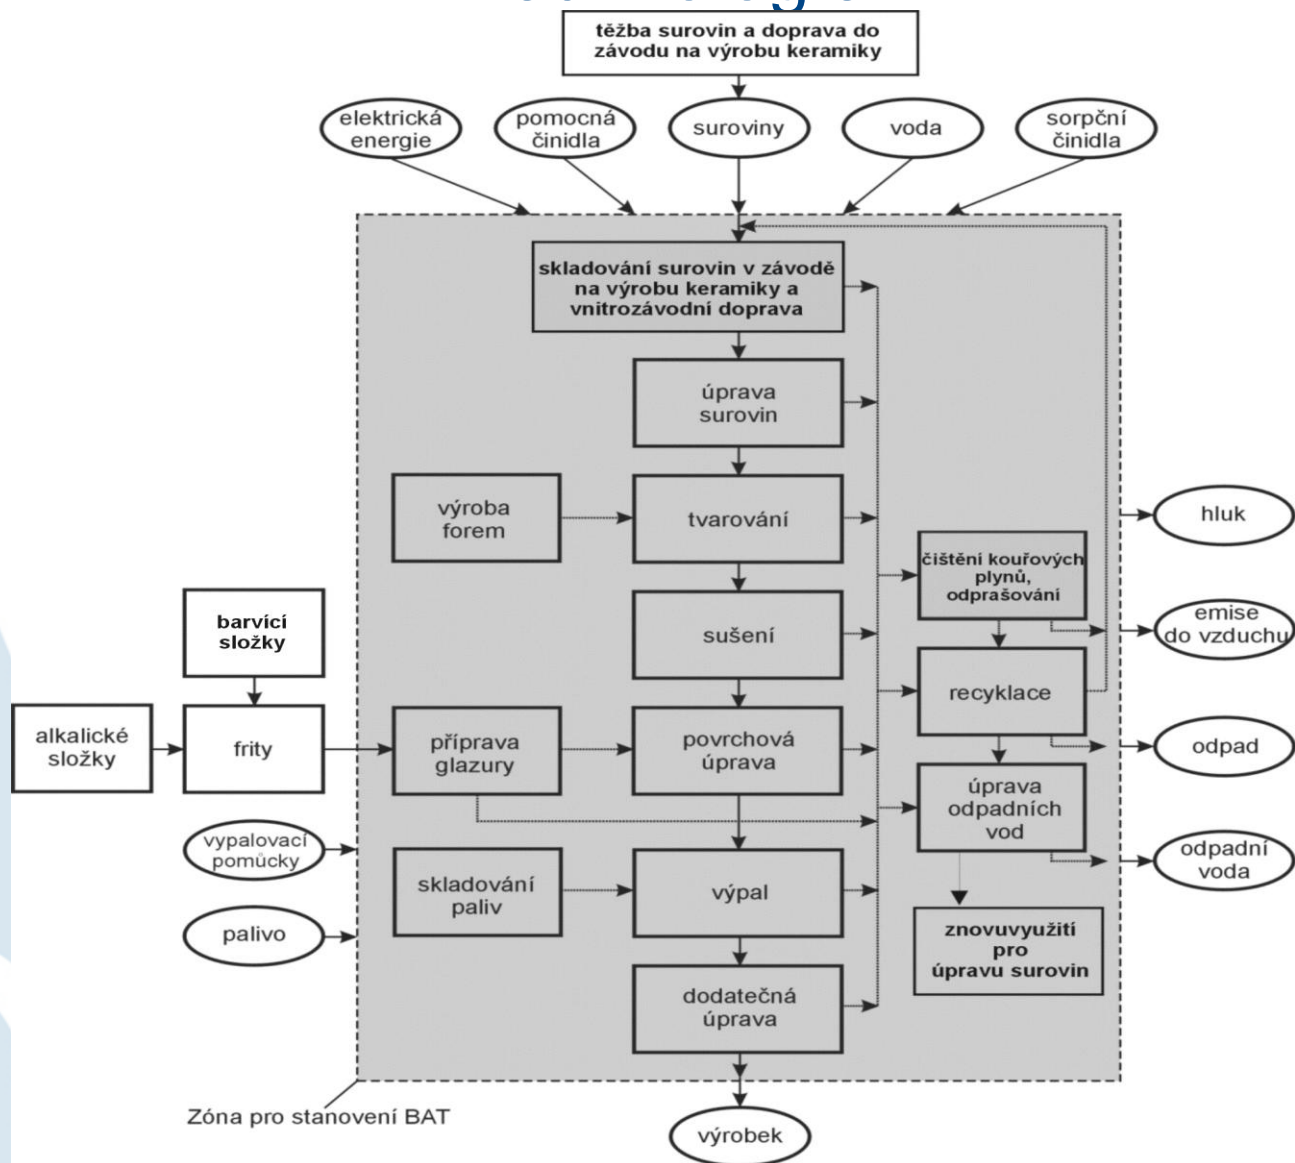 těžba surovin a doprava do
závodu na výrobu keramiky
elektrická
energie
pomocná
činidla
suroviny
voda
sorpční
činidla
skladování surovin v závodě
na výrobu keramiky a
vnitrozávodní doprava
úprava
surovin
výroba
forem
tvarování
hluk
čištění kouřových
plynů,
odprašování
barvící
složky
sušení
emise
do vzduchu
recyklace
alkalické
složky
frity
příprava
glazury
povrchová
úprava
odpad
úprava
odpadních
vod
vypalovací
pomůcky
skladování
paliv
výpal
odpadní
voda
palivo
znovuvyužití
pro
úpravu surovin
dodatečná
úprava
Zóna pro stanovení BAT
výrobek